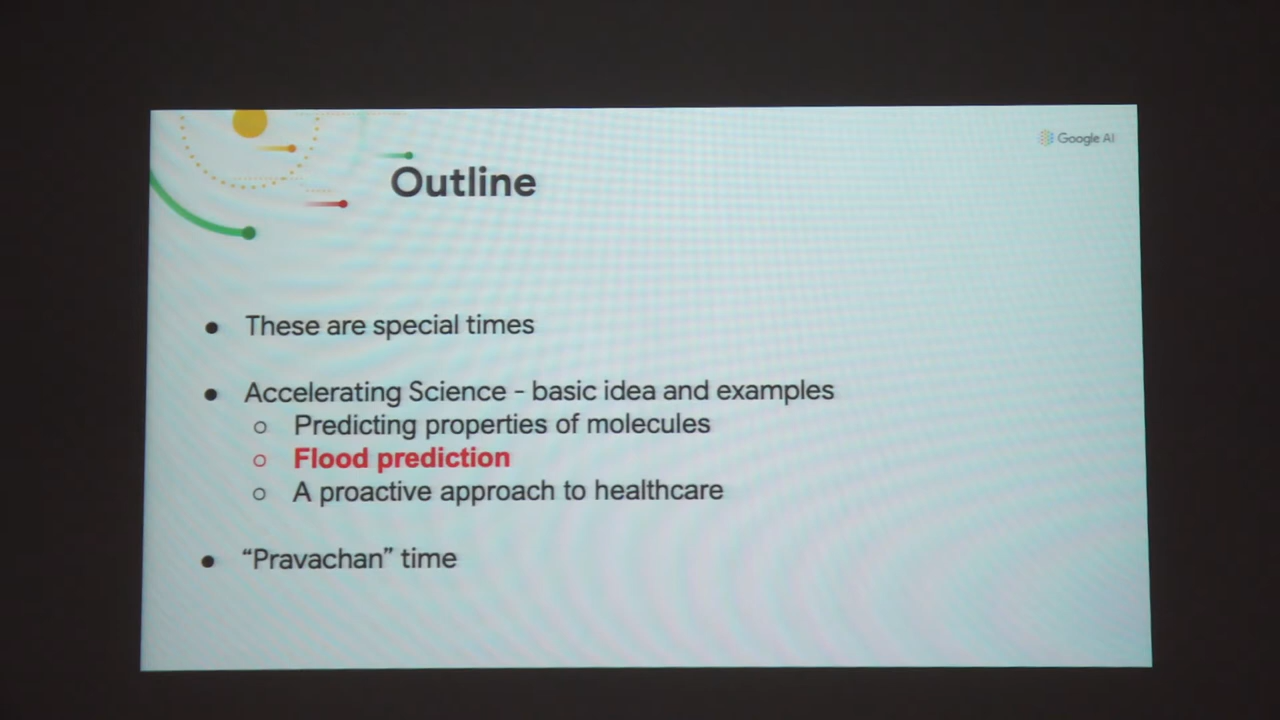 Google AI
Outline
● These are special times
● Accelerating Science - basic idea and examples
○ Predicting properties of molecules
○ Flood prediction
○ A proactive approach to healthcare
● “Pravachan” time